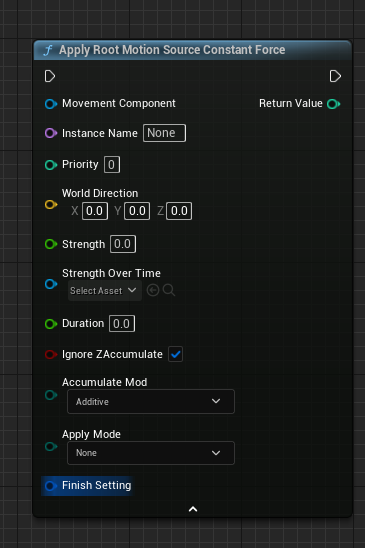 f Apply Root Motion Source Constant Force
Movement Component Return Value
Instance Name None
Priority 0
World Direction
X 0.0 Y 0.0 Z 0.0
Strength 0.0
Strength Over Time
Select Asset
Duration 0.0
Ignore ZAccumulate
Accumulate Mod
Additive
Apply Mode
None
Finish Setting